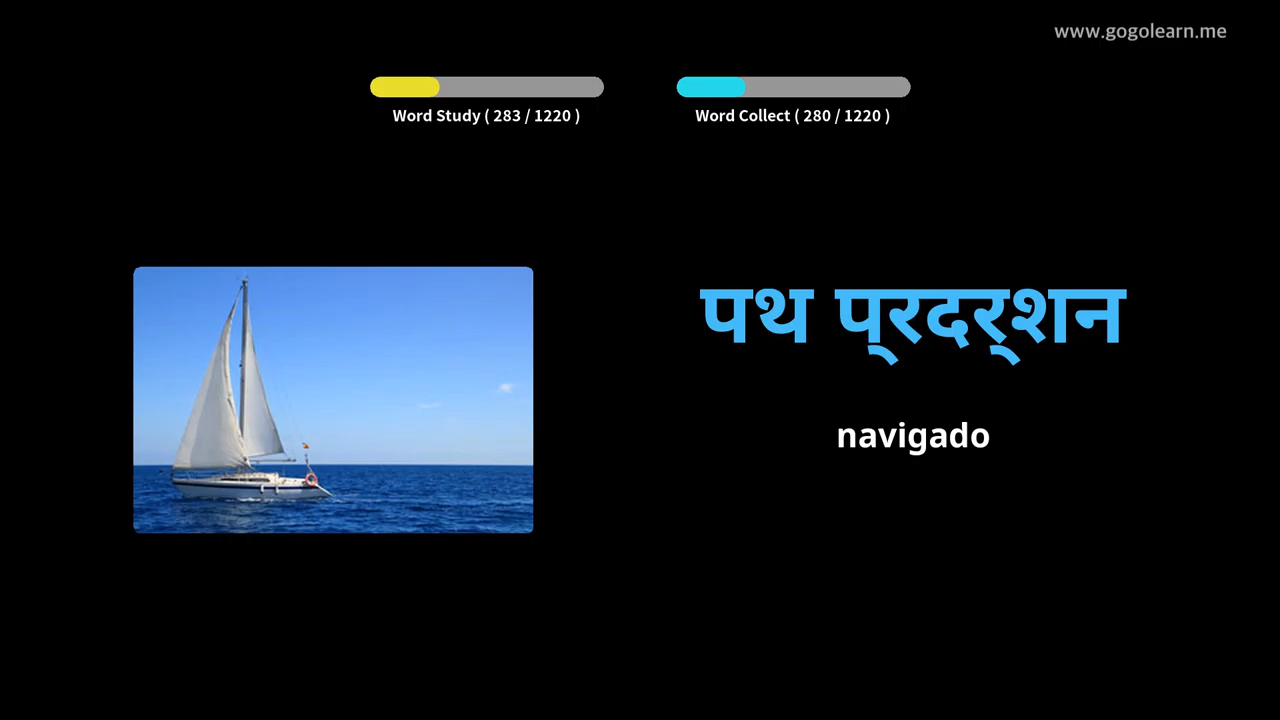 www.gogolearn.me
Word Study ( 283 / 1220 )
Word Collect ( 280 / 1220 )
पथ प्रदर्शन
navigado